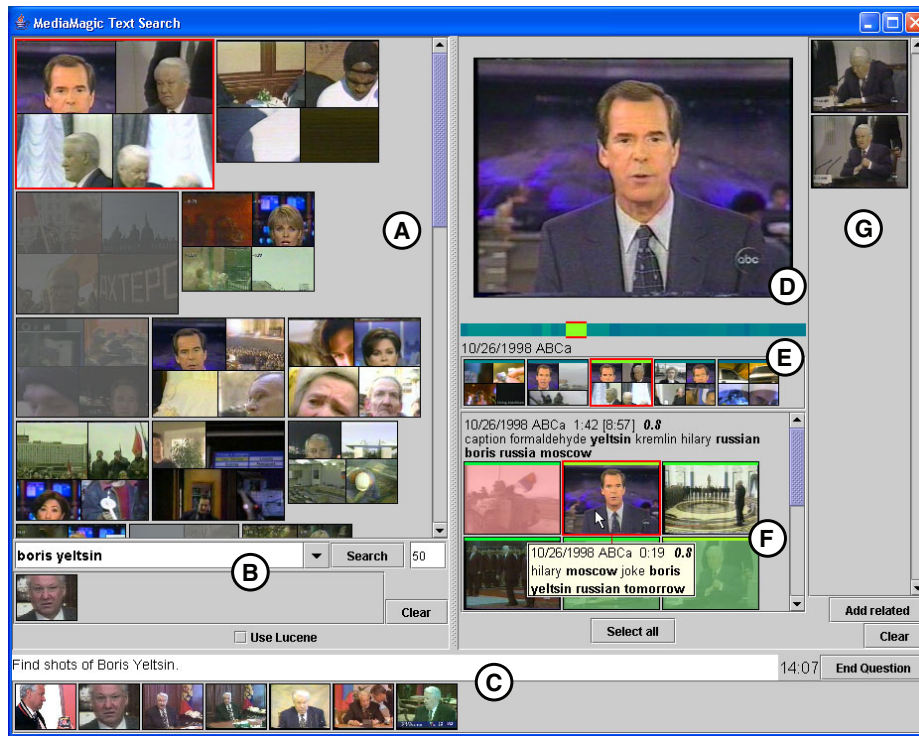 MediaMagic Text Search
AXTEPC
A
boris yeltsin
Search
50
B
Clear
Use Lucene
abc
D
10/26/1998 ABCa
E
10/26/1998 ABCa 1:42 [8:57] 0.8
caption formaldehyde yeltsin kremlin hilary russian
boris russia moscow
F
10/26/1998 ABCa 0:19 0.8
hilary moscow joke boris
yeltsin russian tomorrow
Select all
G
Add related
Clear
Find shots of Boris Yeltsin.
14:07
End Question
C